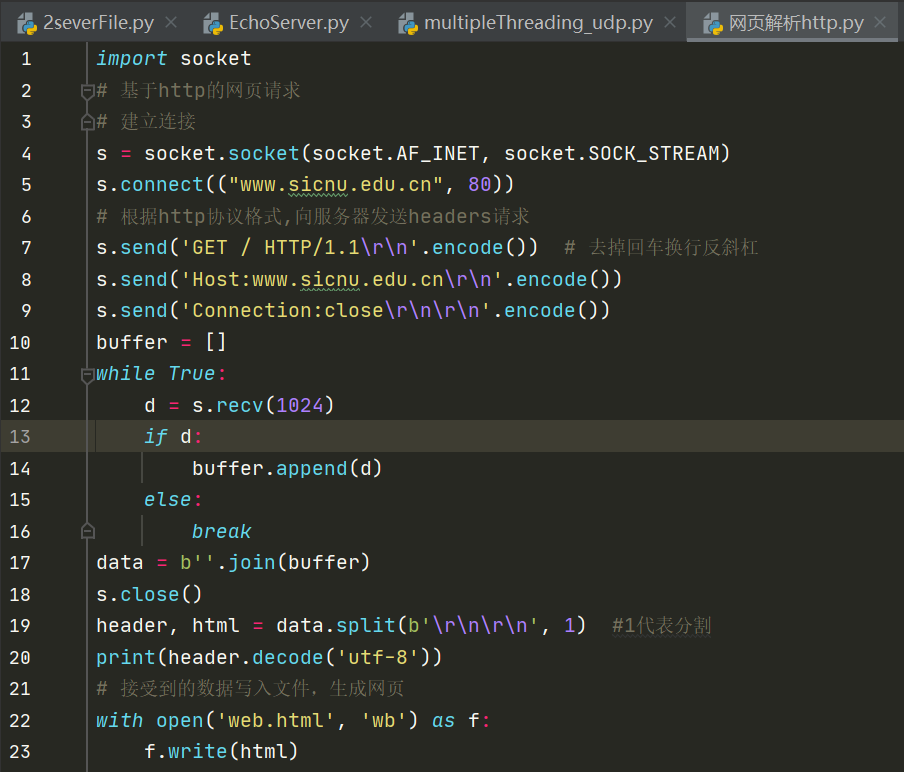 2severFile.py EchoServer.py multipleThreading_udp.py 网页解析http.py
1 import socket
2 # 基于http的网页请求
3 # 建立连接
4 s = socket.socket(socket.AF_INET, socket.SOCK_STREAM)
5 s.connect(("www.sicnu.edu.cn", 80))
6 # 根据http协议格式,向服务器发送headers请求
7 s.send('GET / HTTP/1.1\r\n'.encode())  # 去掉回车换行反斜杠
8 s.send('Host:www.sicnu.edu.cn\r\n'.encode())
9 s.send('Connection:close\r\n\r\n'.encode())
10 buffer = []
11 while True:
12     d = s.recv(1024)
13     if d:
14         buffer.append(d)
15     else:
16         break
17 data = b''.join(buffer)
18 s.close()
19 header, html = data.split(b'\r\n\r\n', 1)  #1代表分割
20 print(header.decode('utf-8'))
21 # 接受到的数据写入文件，生成网页
22 with open('web.html', 'wb') as f:
23     f.write(html)